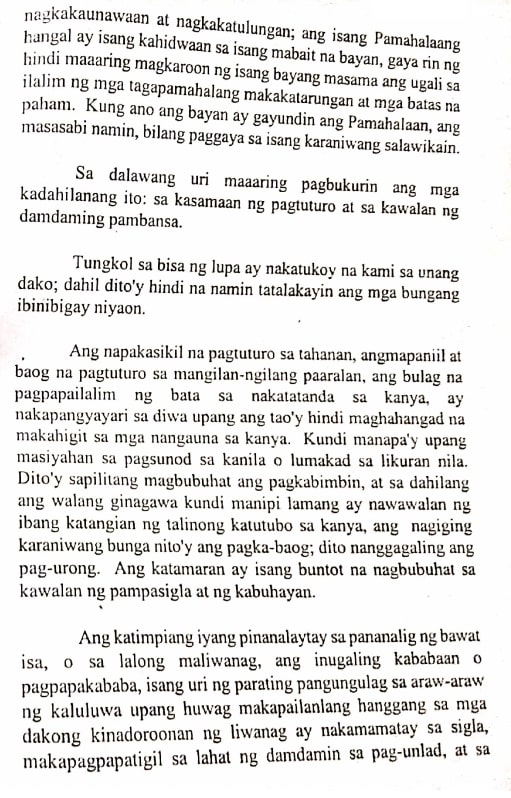 nagkakaunawaan at nagkakatulungan; ang isang Pamahalaang
hangal ay isang kahidwaan sa isang mabait na bayan, gaya rin ng
hindi maaaring magkaroon ng isang bayang masama ang ugali sa
ilalim ng mga tagapamahalang makakatarungan at mga batas na
paham. Kung ano ang bayan ay gayundin ang Pamahalaan, ang
masasabi namin, bilang paggaya sa isang karaniwang salawikain.
Sa dalawang uri maaaring pagbukurin ang mga
kadahilanang ito: sa kasamaan ng pagtuturo at sa kawalan ng
damdaming pambansa.
Tungkol sa bisa ng lupa ay nakatukoy na kami sa unang
dako; dahil dito'y hindi na namin tatalakayin ang mga bungang
ibinibigay niyaon.
Ang napakasikil na pagtuturo sa tahanan, angmapaniil at
baog na pagtuturo sa mangilan-ngilang paaralan, ang bulag na
pagpapailalim ng bata sa nakatatanda sa kanya, ay
nakapangyayari sa diwa upang ang tao'y hindi maghahangad na
makahigit sa mga nangauna sa kanya. Kundi manapa'y upang
masiyahan sa pagsunod sa kanila o lumakad sa likuran nila.
Dito'y sapilitang magbubuhat ang pagkabimbin, at sa dahilang
ang walang ginagawa kundi manipi lamang ay nawawalan ng
ibang katangian ng talinong katutubo sa kanya, ang nagiging
karaniwang bunga nito'y ang pagka-baog; dito nanggagaling ang
pag-urong. Ang katamaran ay isang buntot na nagbubuhat sa
kawalan ng pampasigla at ng kabuhayan.
Ang katimpiang iyang pinanalaytay sa pananalig ng bawat
isa, o sa lalong maliwanag, ang inugaling kababaan o
pagpapakababa, isang uri ng parating pangungulag sa araw-araw
ng kaluluwa upang huwag makapailanlang hanggang sa mga
dakong kinadoroonan ng liwanag ay nakamamatay sa sigla,
makapagpapatigil sa lahat ng damdamin sa pag-unlad, at sa